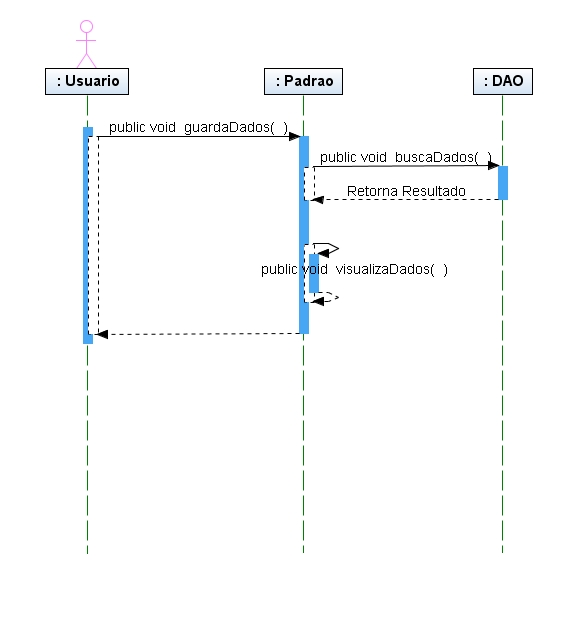 : Usuario
: Padrao
: DAO
public void  guardaDados(  )
public void  buscaDados(  )
Retorna Resultado
public void  visualizaDados(  )